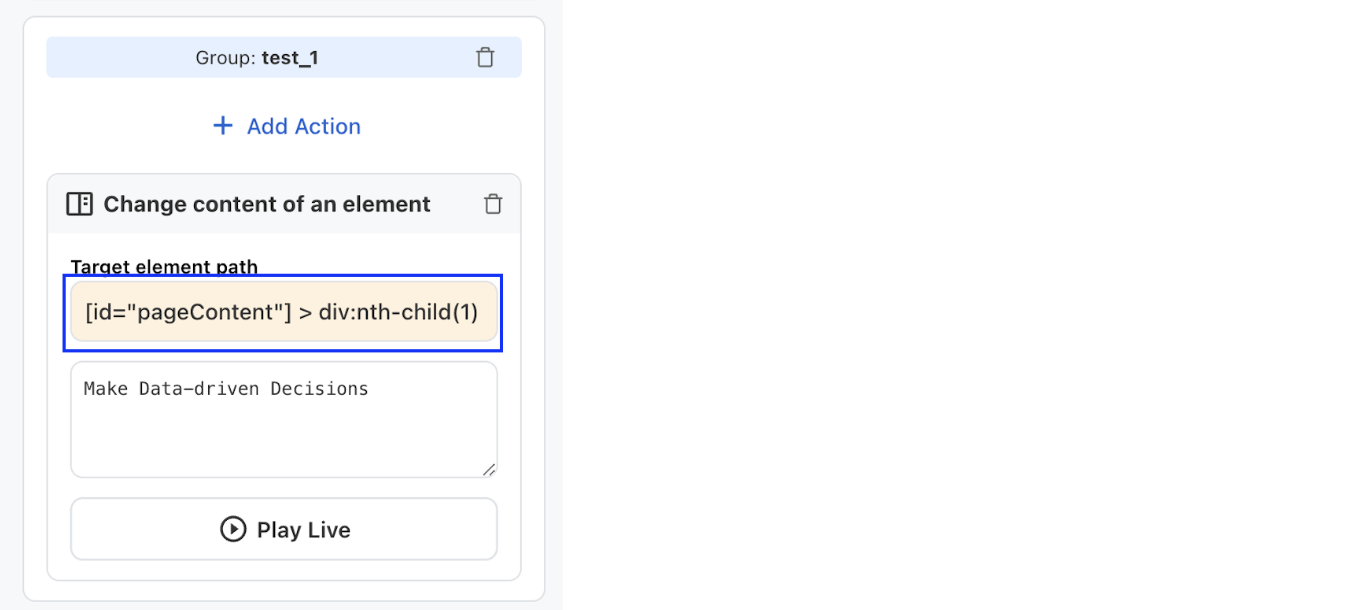 Group: test_1
+ Add Action
Change content of an element
Target element path
[id="pageContent"] > div:nth-child(1)
Make Data-driven Decisions
Play Live